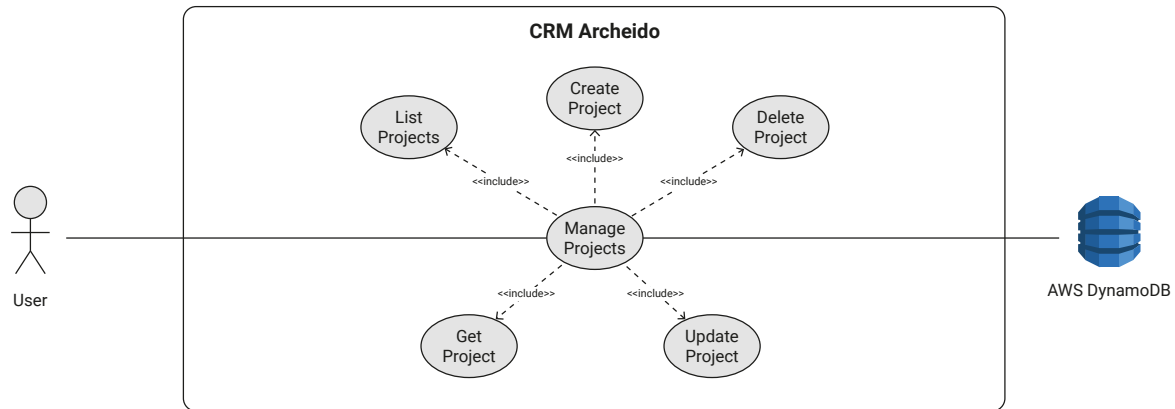 CRM Archeido
Create
Project
List
Projects
Delete
Project
<<include>>
<<include>>
<<include>>
Manage
Projects
User
AWS DynamoDB
<<include>>
<<include>>
Get
Project
Update
Project